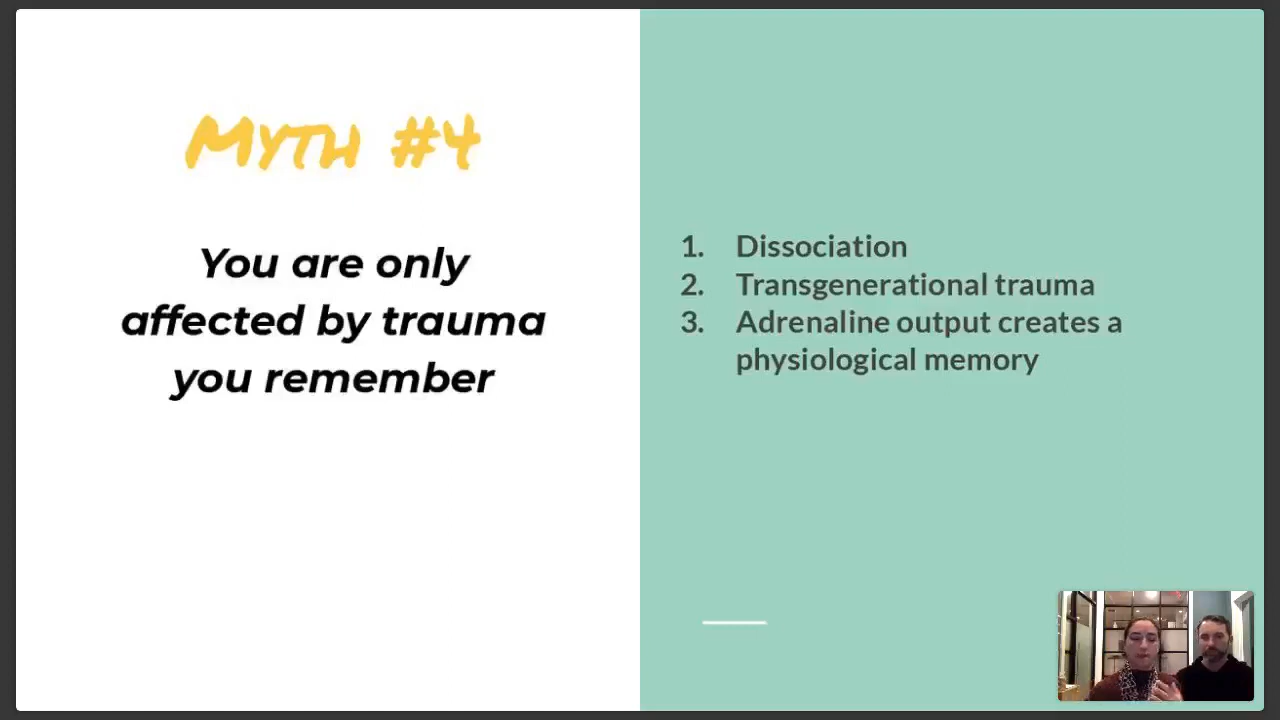 Myth #4
You are only
affected by trauma
you remember
1. Dissociation
2. Transgenerational trauma
3. Adrenaline output creates a
physiological memory